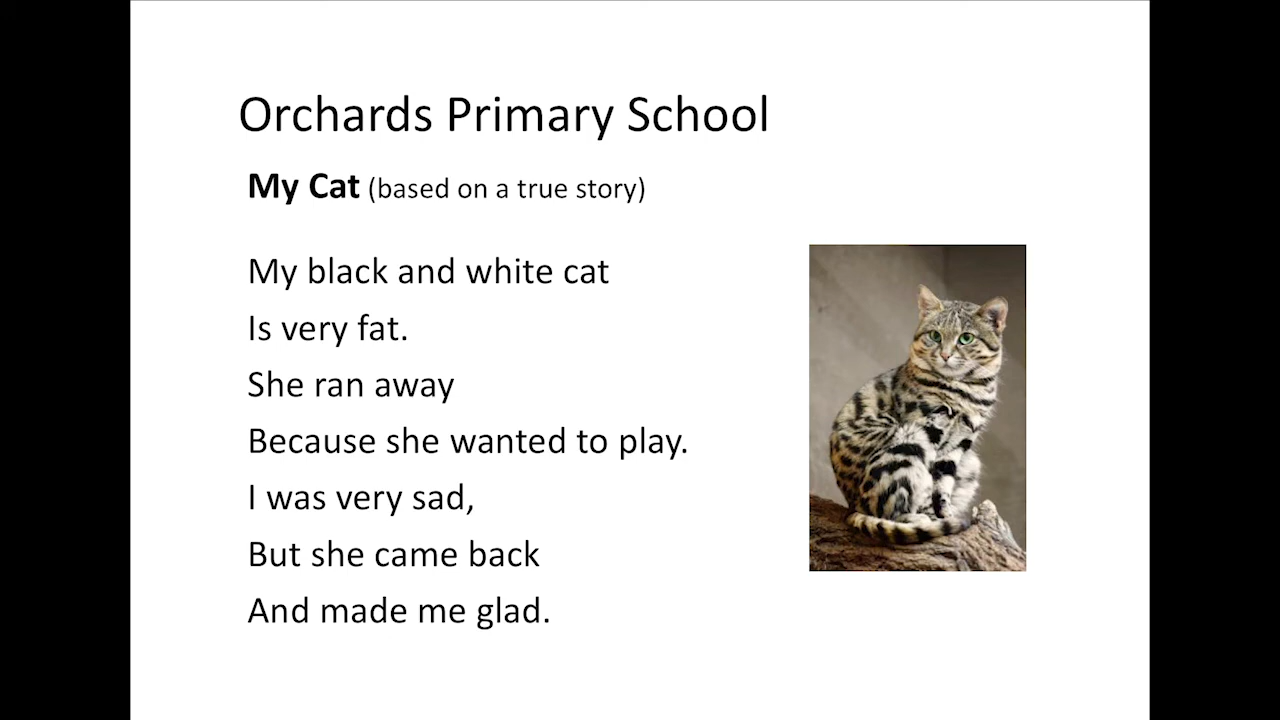 Orchards Primary School
My Cat (based on a true story)
My black and white cat
Is very fat.
She ran away
Because she wanted to play.
I was very sad,
But she came back
And made me glad.